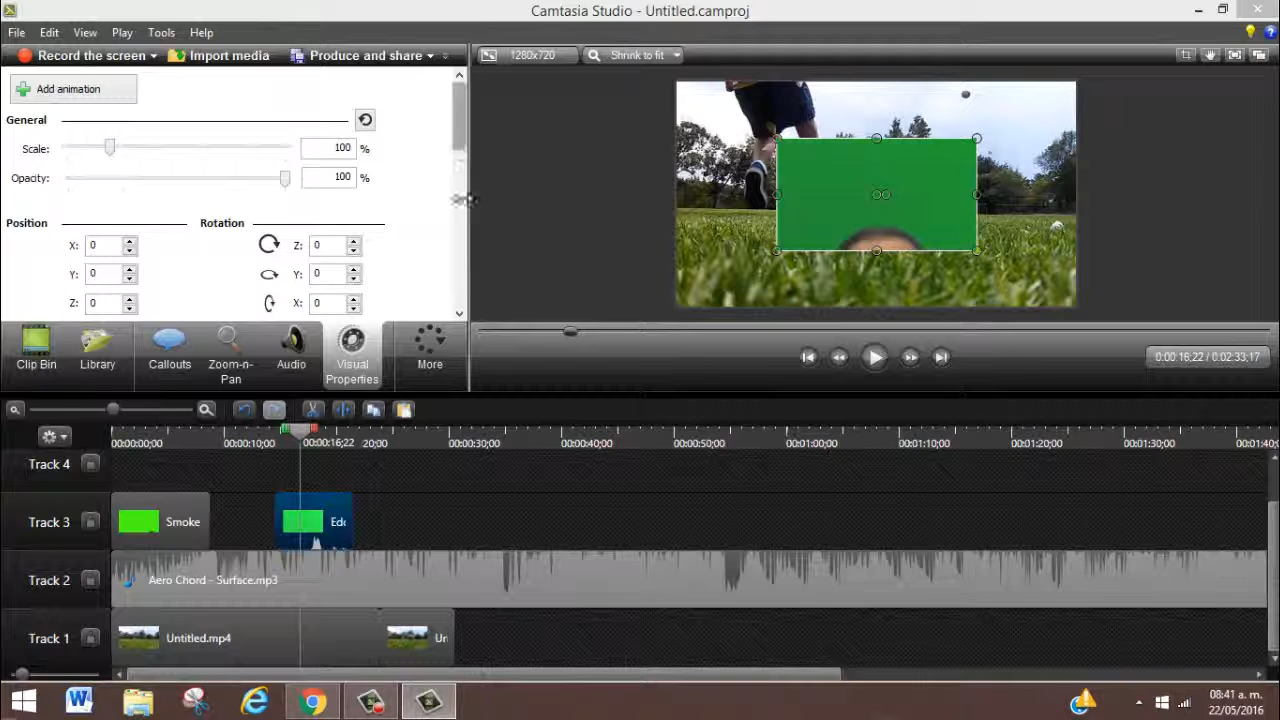 Camtasia Studio - Untitled.camproj
File Edit View Play Tools Help
Record the screen Import media Produce and share
1280x720 Shrink to fit
Add animation
General
Scale: 100 %
Opacity: 100 %
Position Rotation
X: 0 Z: 0
Y: 0 Y: 0
Z: 0 X: 0
Clip Bin Library Callouts Zoom-n-Pan Audio Visual Properties More
0:00:16;22 / 0:02:33;17
00:00:00;00 00:00:10;00 00:00:16;22 :20;00 00:00:30;00 00:00:40;00 00:00:50;00 00:01:00;00 00:01:10;00 00:01:20;00 00:01:30;00 00:01:40;0
Track 4
Track 3 Smoke Edc
Track 2 Aero Chord - Surface.mp3
Track 1 Untitled.mp4 Un
08:41 a. m.
22/05/2016